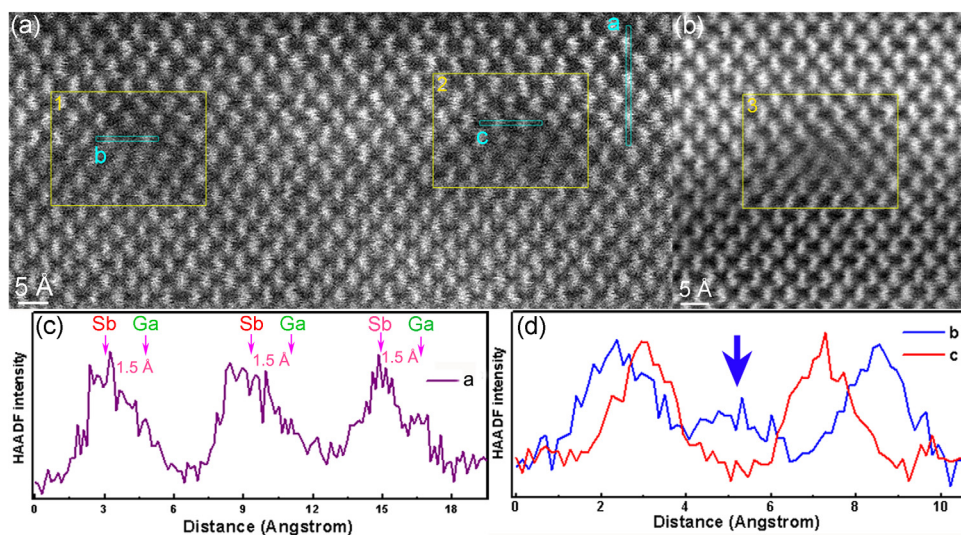 (a)
a
(b)
1
2
3
b
c
5 Å
5 Å
(c)
Sb Ga Sb Ga Sb Ga
1.5 Å 1.5 Å 1.5 Å
a
HAADF intensity
0 3 6 9 12 15 18
Distance (Angstrom)
(d)
b
c
HAADF intensity
0 2 4 6 8 10
Distance (Angstrom)